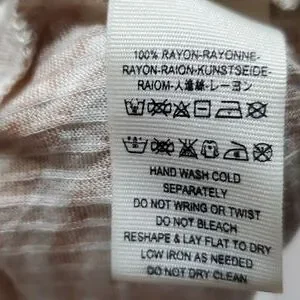 100% RAYON-RAYONNE-
RAYON-RAION-KUNSTSEIDE-
RAIOM-人造絲-レーヨン
HAND WASH COLD
SEPARATELY
DO NOT WRING OR TWIST
DO NOT BLEACH
RESHAPE & LAY FLAT TO DRY
LOW IRON AS NEEDED
DO NOT DRY CLEAN